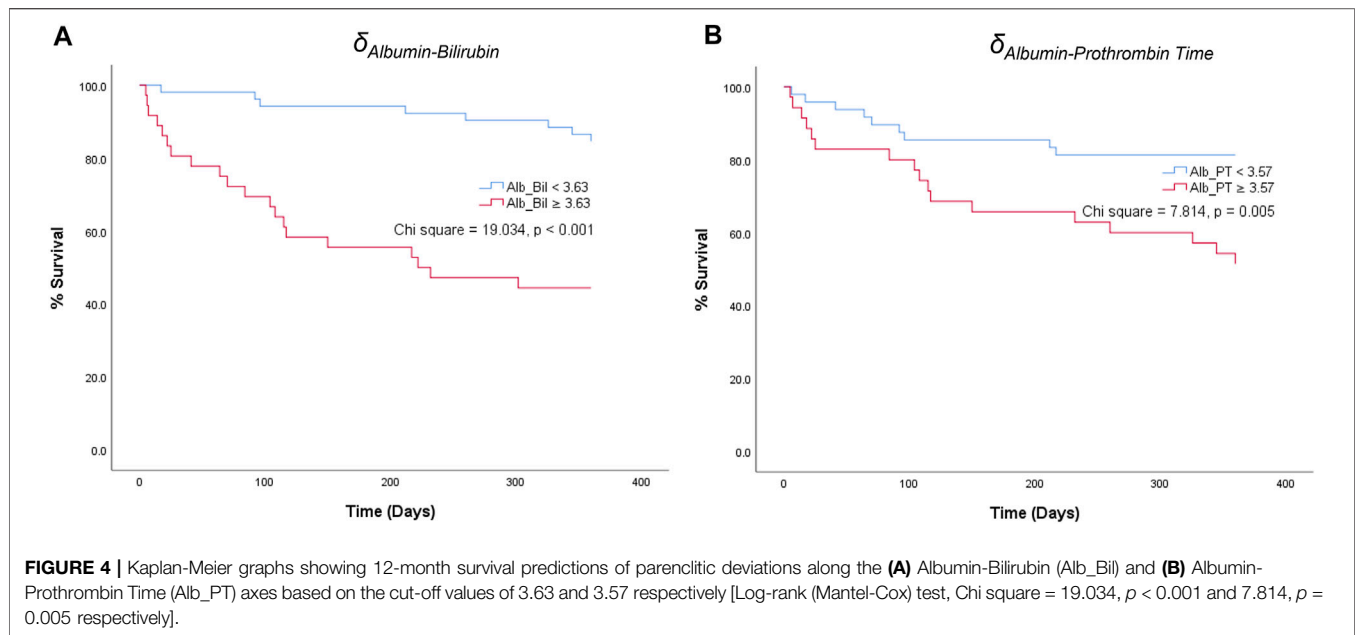 A
δAlbumin-Bilirubin
100.0
80.0
60.0
40.0
20.0
0.0
% Survival
Alb_Bil < 3.63
Alb_Bil ≥ 3.63
Chi square = 19.034, p < 0.001
0 100 200 300 400
Time (Days)
B
δAlbumin-Prothrombin Time
100.0
80.0
60.0
40.0
20.0
0.0
% Survival
Alb_PT < 3.57
Alb_PT ≥ 3.57
Chi square = 7.814, p = 0.005
0 100 200 300 400
Time (Days)
FIGURE 4 | Kaplan-Meier graphs showing 12-month survival predictions of parenclitic deviations along the (A) Albumin-Bilirubin (Alb_Bil) and (B) Albumin-
Prothrombin Time (Alb_PT) axes based on the cut-off values of 3.63 and 3.57 respectively [Log-rank (Mantel-Cox) test, Chi square = 19.034, p < 0.001 and 7.814, p =
0.005 respectively].